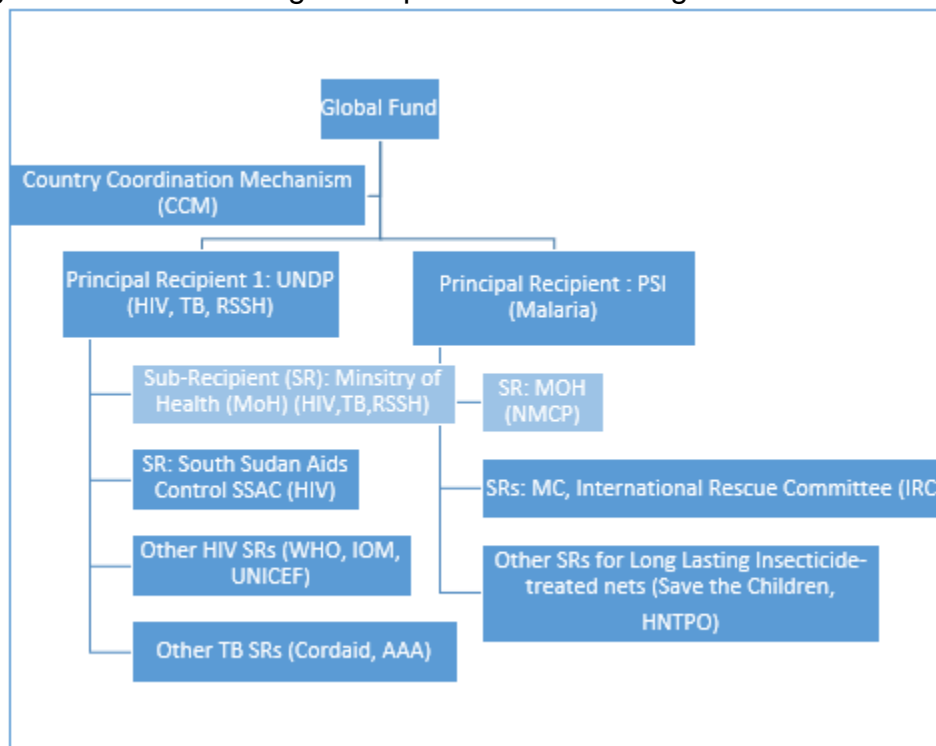 Global Fund
Country Coordination Mechanism
(CCM)
Principal Recipient 1: UNDP
(HIV, TB, RSSH)
Principal Recipient : PSI
(Malaria)
Sub-Recipient (SR): Minsitry of
Health (MoH) (HIV,TB,RSSH)
SR: MOH
(NMCP)
SR: South Sudan Aids
Control SSAC (HIV)
SRs: MC, International Rescue Committee (IRC
Other HIV SRs (WHO, IOM,
UNICEF)
Other SRs for Long Lasting Insecticide-
treated nets (Save the Children,
HNTPO)
Other TB SRs (Cordaid, AAA)